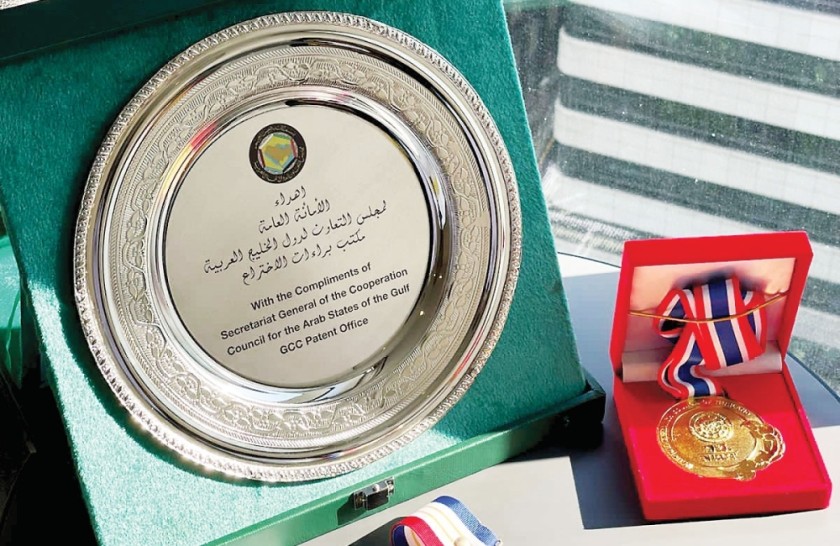 اهداء
الأمانة العامة
لمجلس التعاون لدول الخليج العربية
مكتب براءات الاختراع
With the Compliments of
Secretariat General of the Cooperation
Council for the Arab States of the Gulf
GCC Patent Office